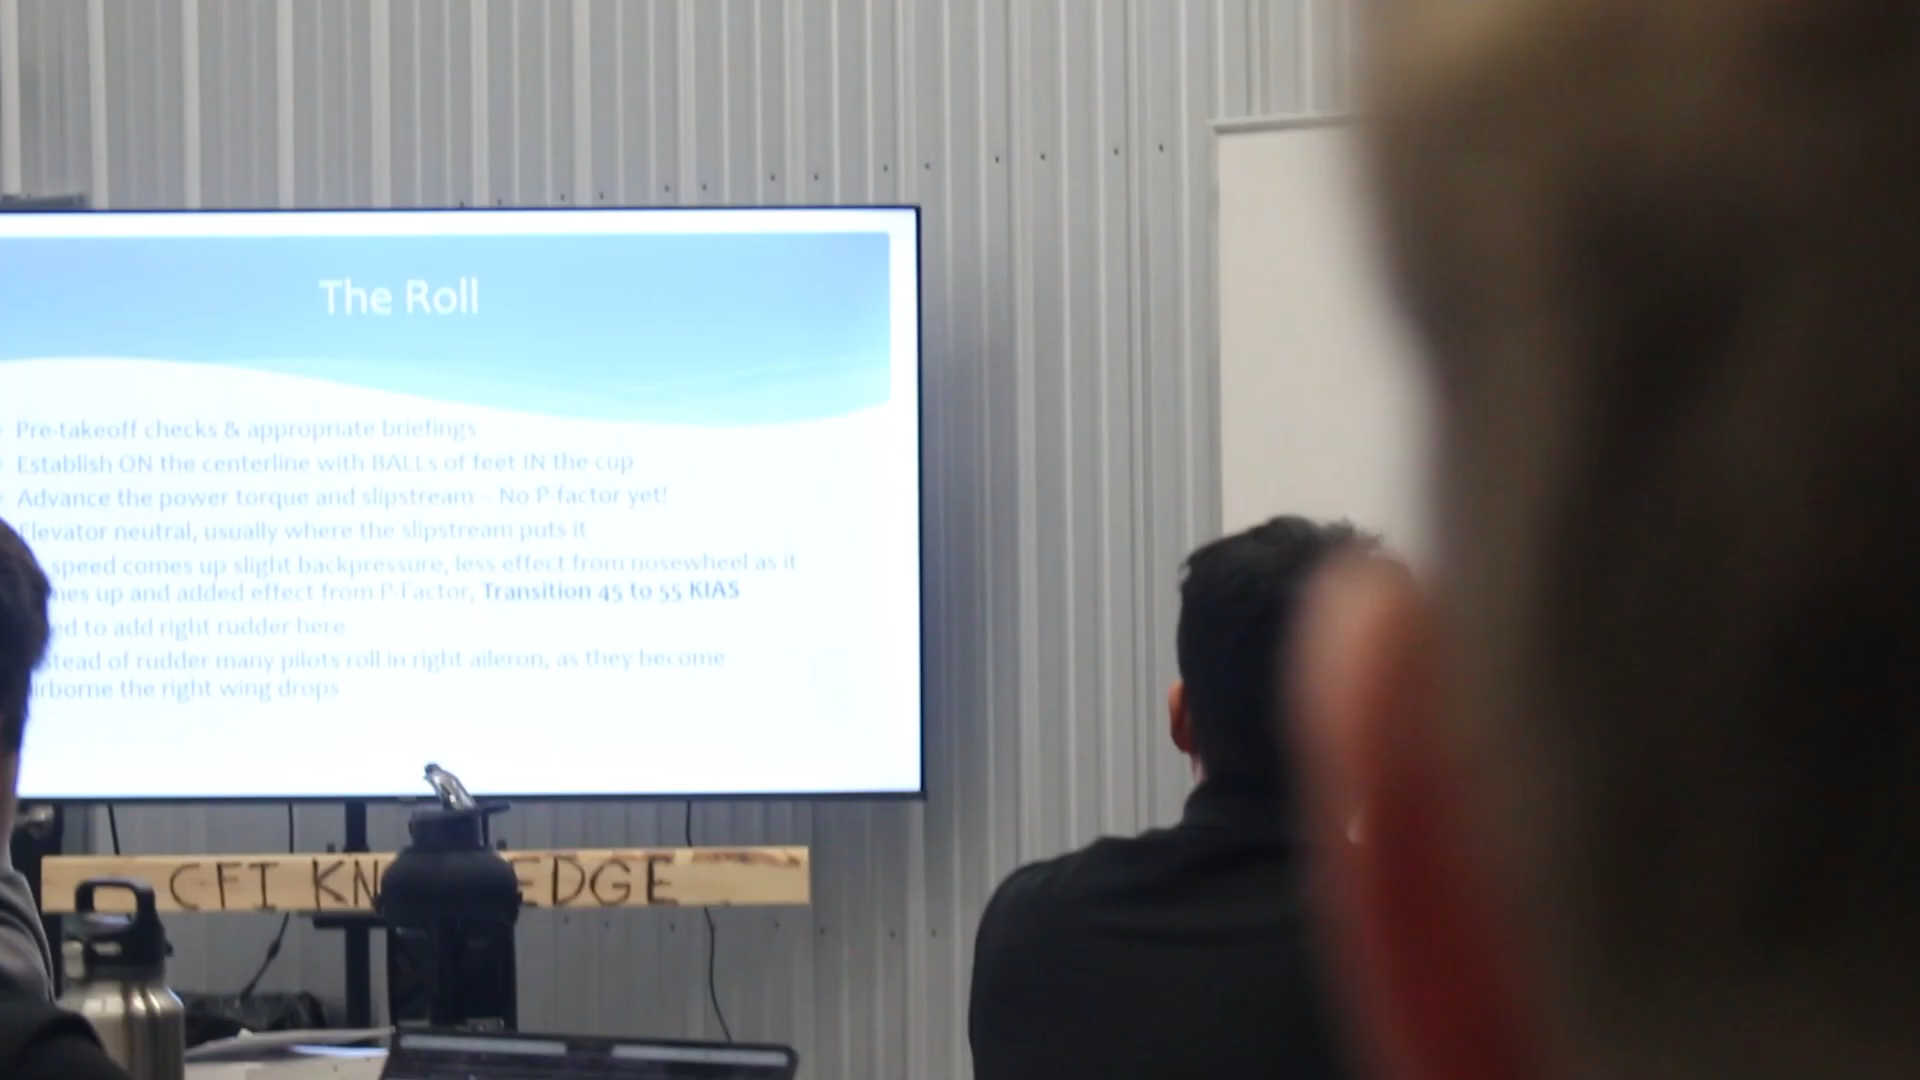 The Roll
Pre-takeoff checks & appropriate briefings
Establish ON the centerline with BALLs of feet IN the cup
Advance the power torque and slipstream – No P-factor yet!
Elevator neutral, usually where the slipstream puts it
speed comes up slight backpressure, less effect from nosewheel as it
up and added effect from P-Factor, Transition 45 to 55 KIAS
to add right rudder here
of rudder many pilots roll in right aileron, as they become
the right wing drops
CFI